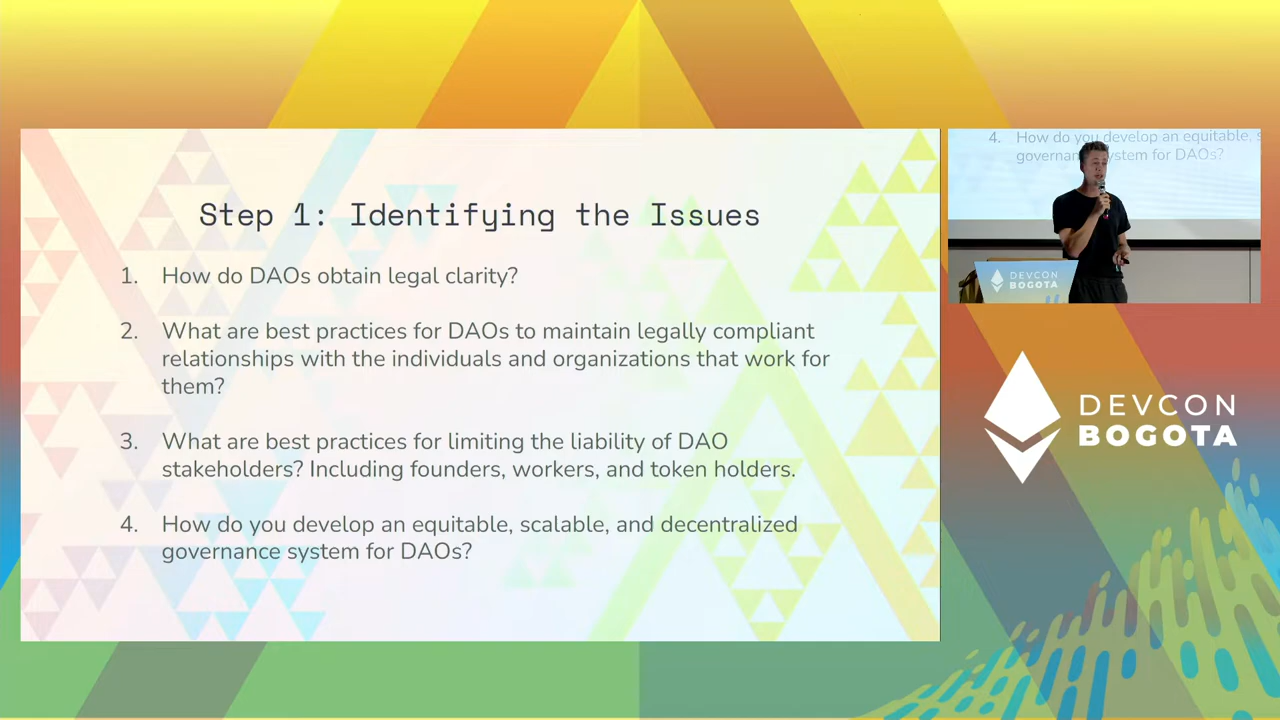 Step 1: Identifying the Issues
1. How do DAOs obtain legal clarity?
2. What are best practices for DAOs to maintain legally compliant
relationships with the individuals and organizations that work for
them?
3. What are best practices for limiting the liability of DAO
stakeholders? Including founders, workers, and token holders.
4. How do you develop an equitable, scalable, and decentralized
governance system for DAOs?
4. How do you develop an equitable, s
governan ystem for DAOs?
DEVCON
BOGOTA
DEVCON
BOGOTA